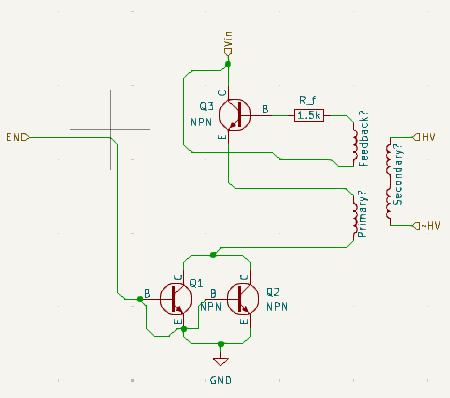 Vin
C
Q3
NPN
B
R_f
1.5k
E
Feedback?
EN
HV
Secondary?
Primary?
~HV
C
Q1
B
NPN
E
C
Q2
B
NPN
E
GND